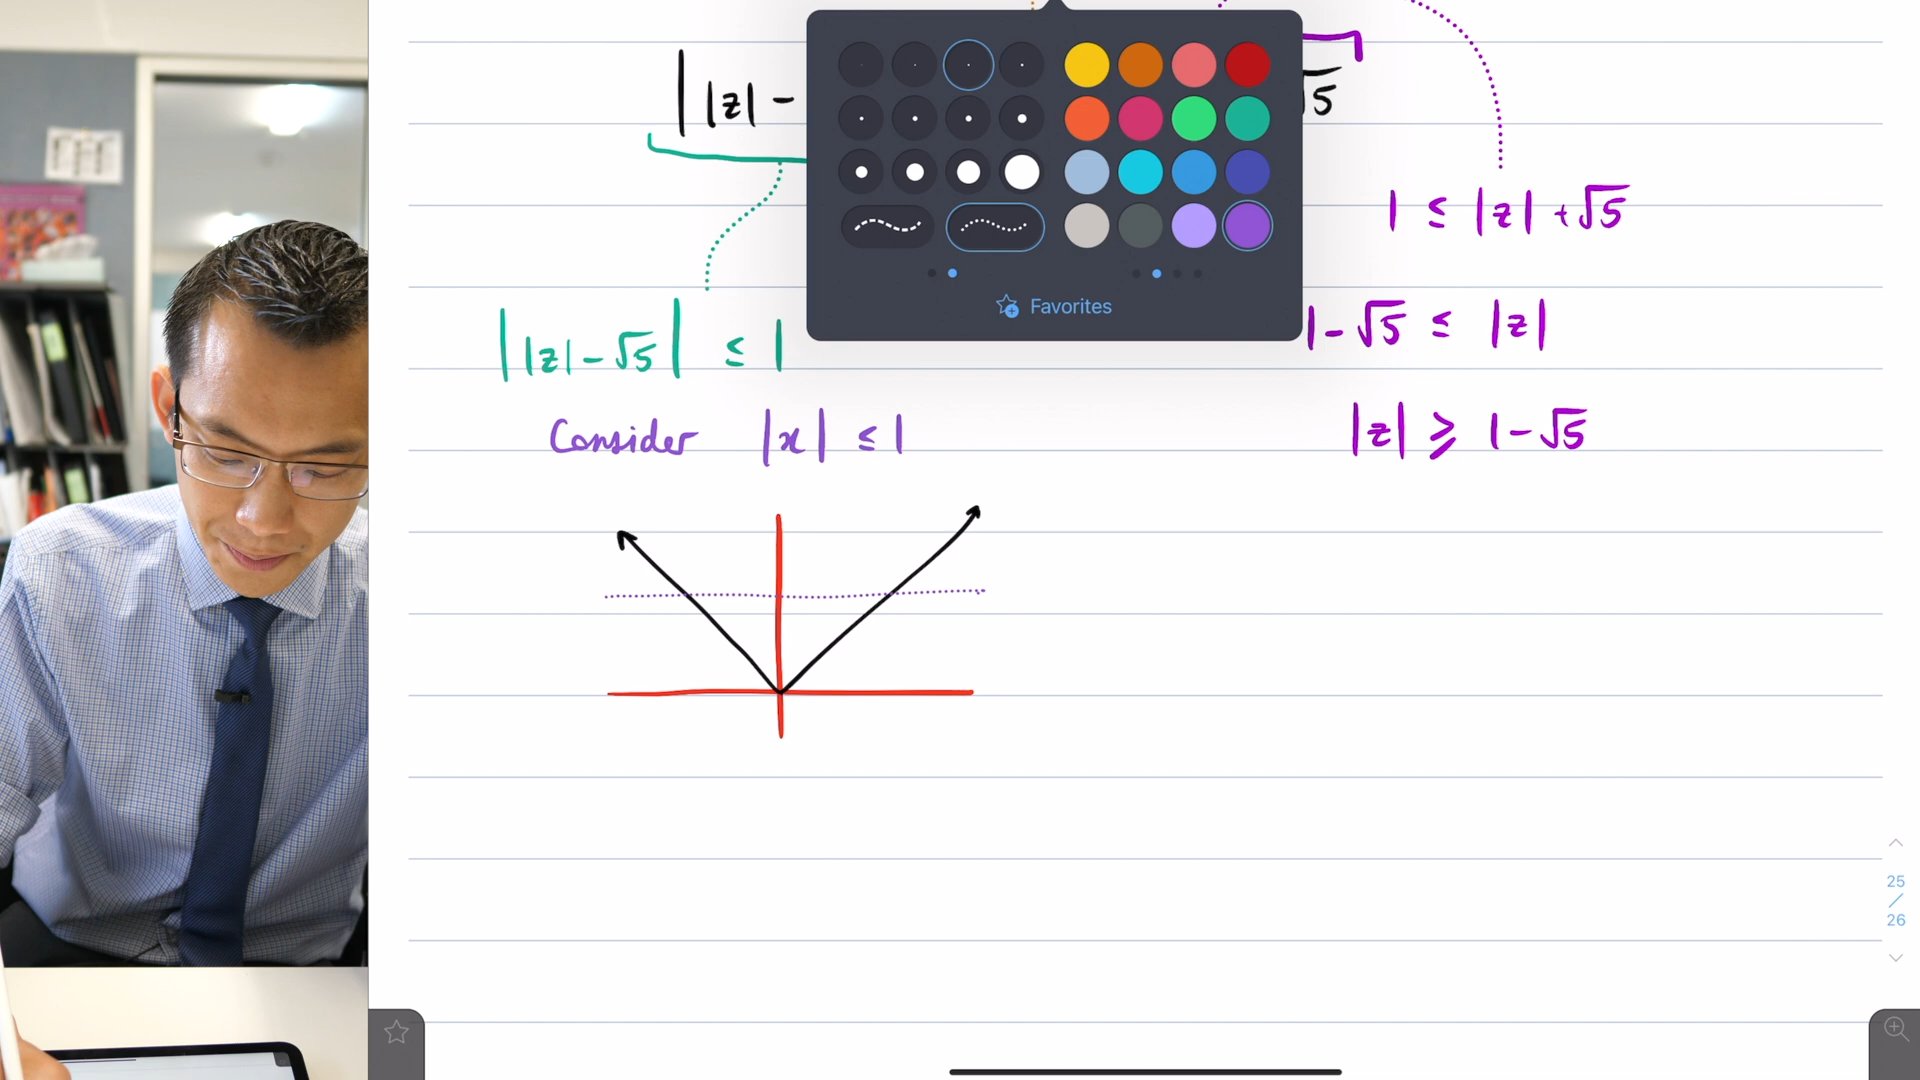 ||z| − √5
1 ≤ |z| + √5
Favorites
||z| − √5| ≤ 1
1 − √5 ≤ |z|
Consider |x| ≤ 1
|z| ⩾ 1 − √5
25
/
26